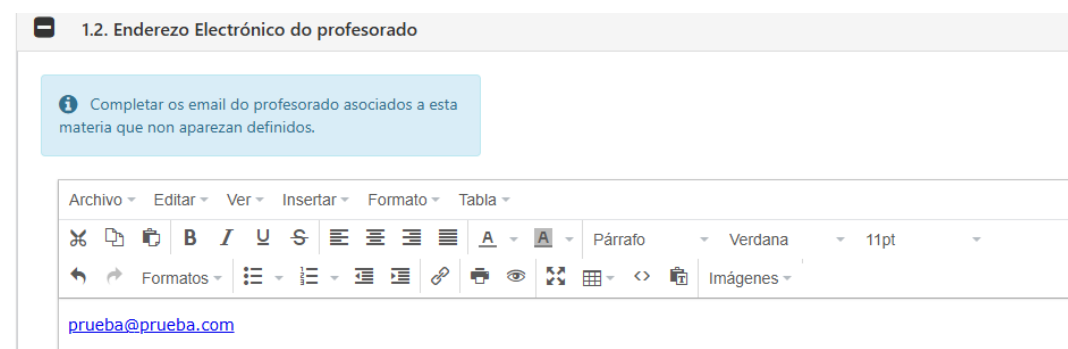 1.2. Enderezo Electrónico do profesorado
Completar os email do profesorado asociados a esta
materia que non aparezan definidos.
Archivo Editar Ver Insertar Formato Tabla
B I U S A A Párrafo Verdana 11pt
Formatos Imágenes
prueba@prueba.com